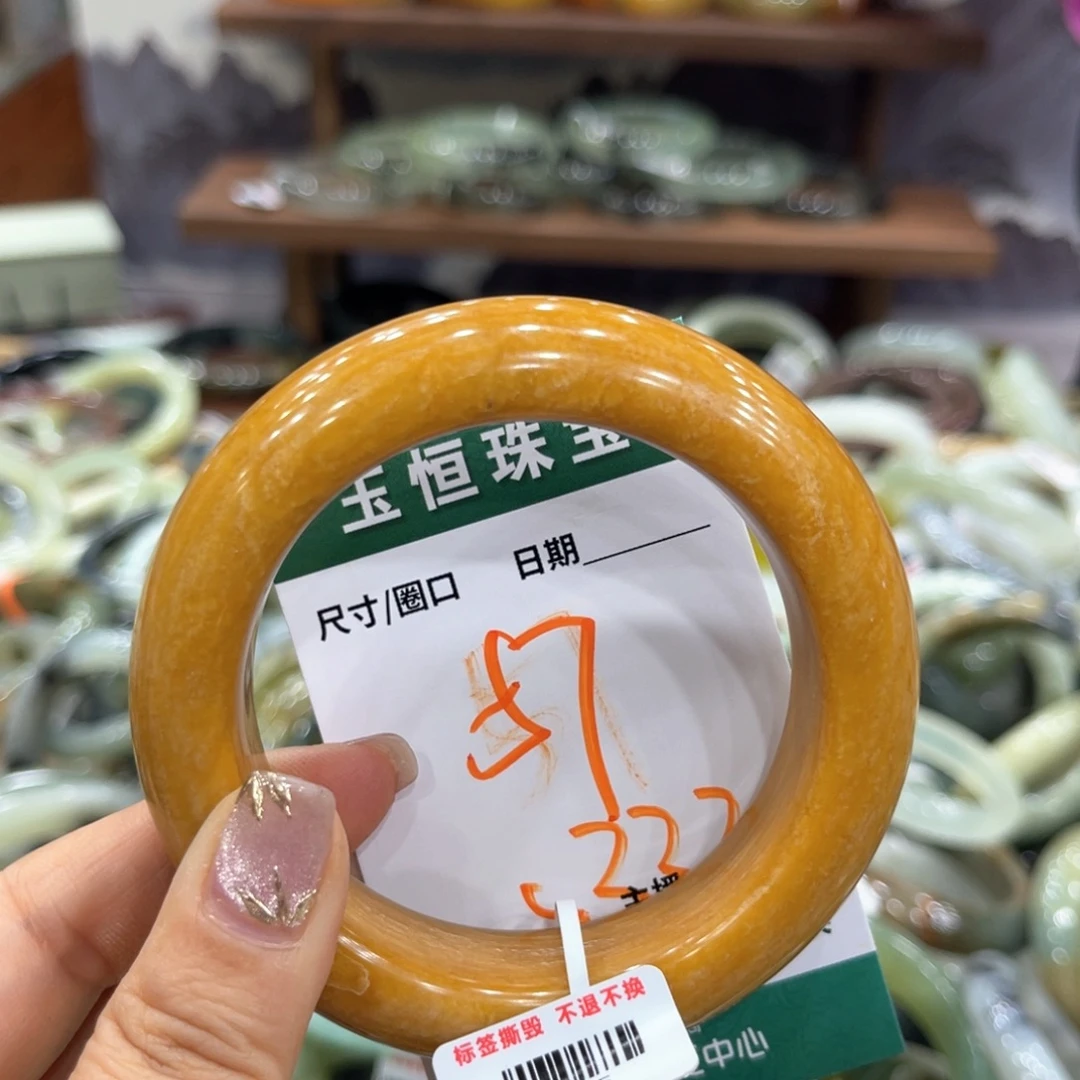 玉恒珠宝
尺寸/圈口 日期
57
标签撕毁 不退不换
中心